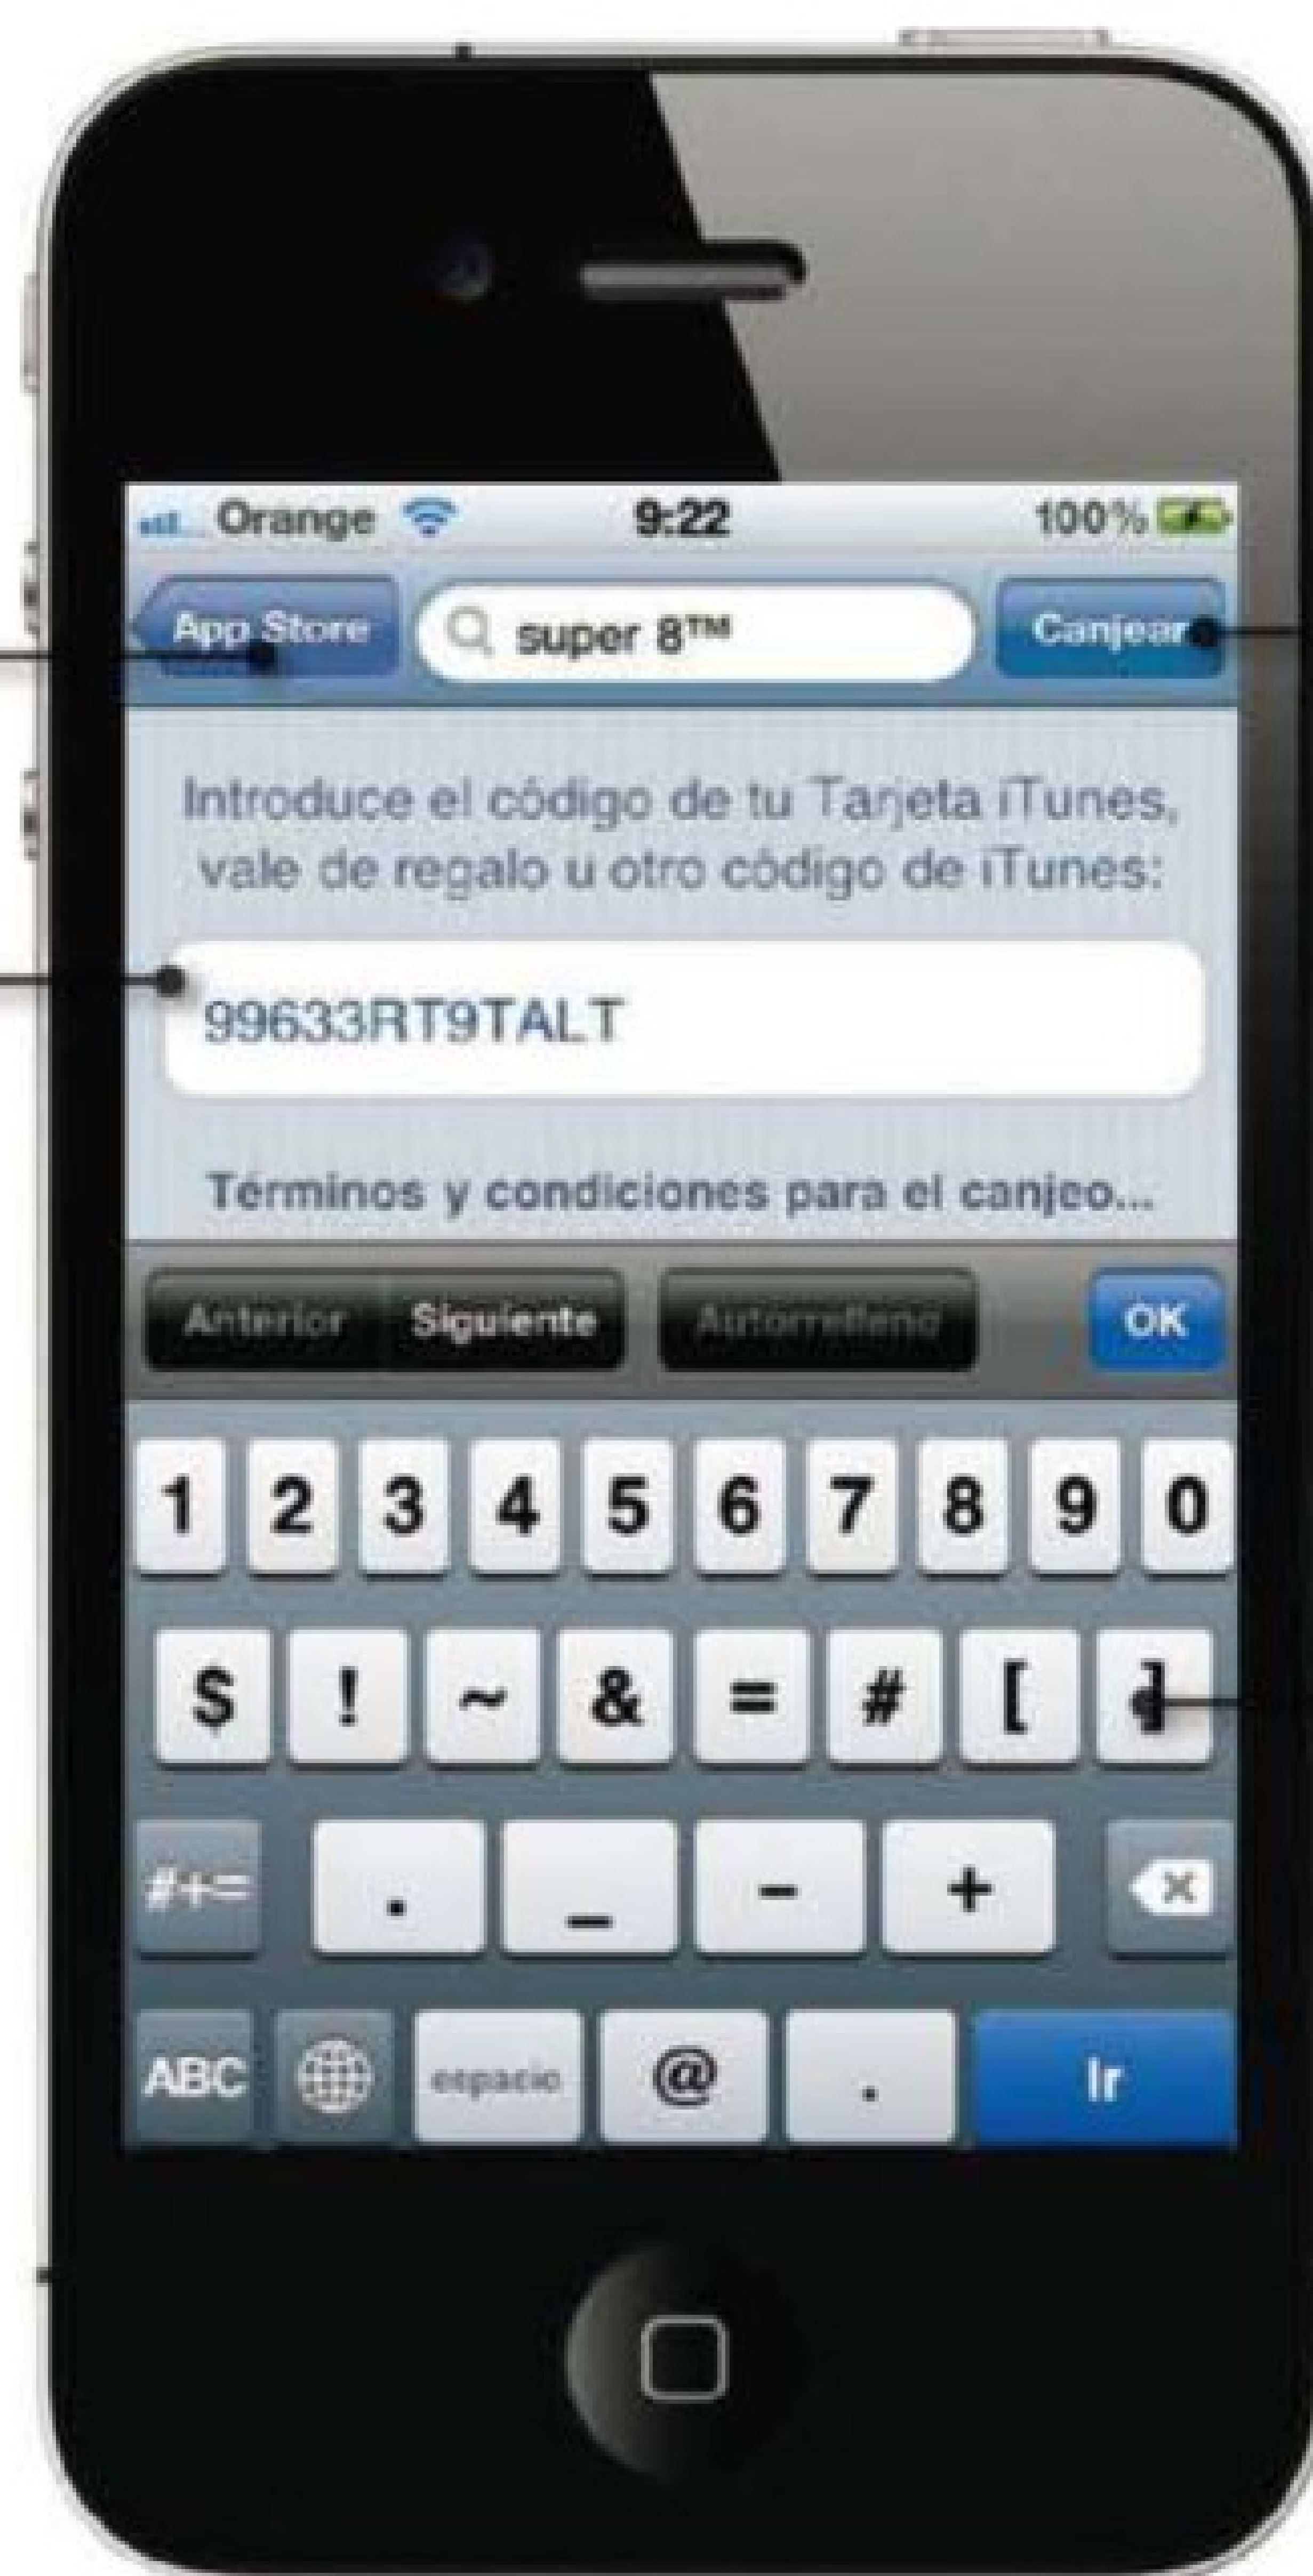 Orange 9:22 100%
App Store super 8™ Canjear
Introduce el código de tu Tarjeta iTunes,
vale de regalo u otro código de iTunes:
99633RT9TALT
Términos y condiciones para el canjeo...
Anterior Siguiente Autorrelleno OK
1 2 3 4 5 6 7 8 9 0
$ ! ~ & = # [ ]
#+= . _ - +
ABC espacio @ . Ir